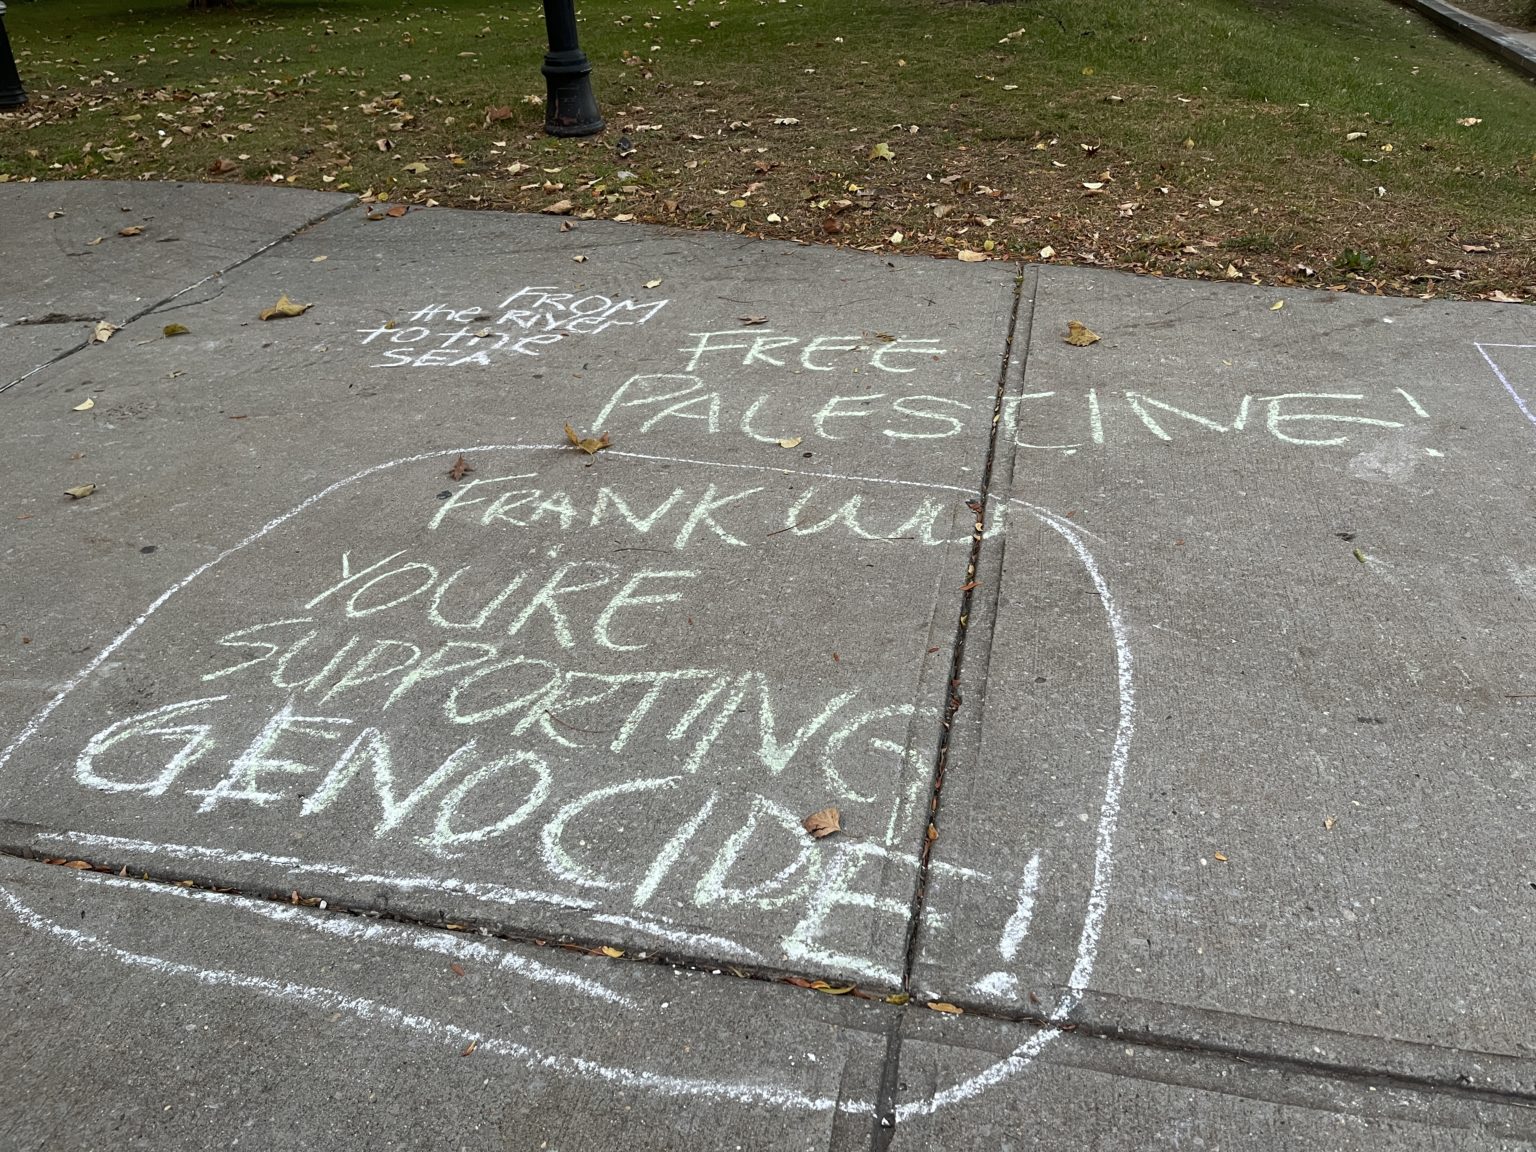 FROM
the RIVER
TO THE
SEA
FREE
PALESTINE!
FRANK WU
YOU'RE
SUPPORTING
GENOCIDE!